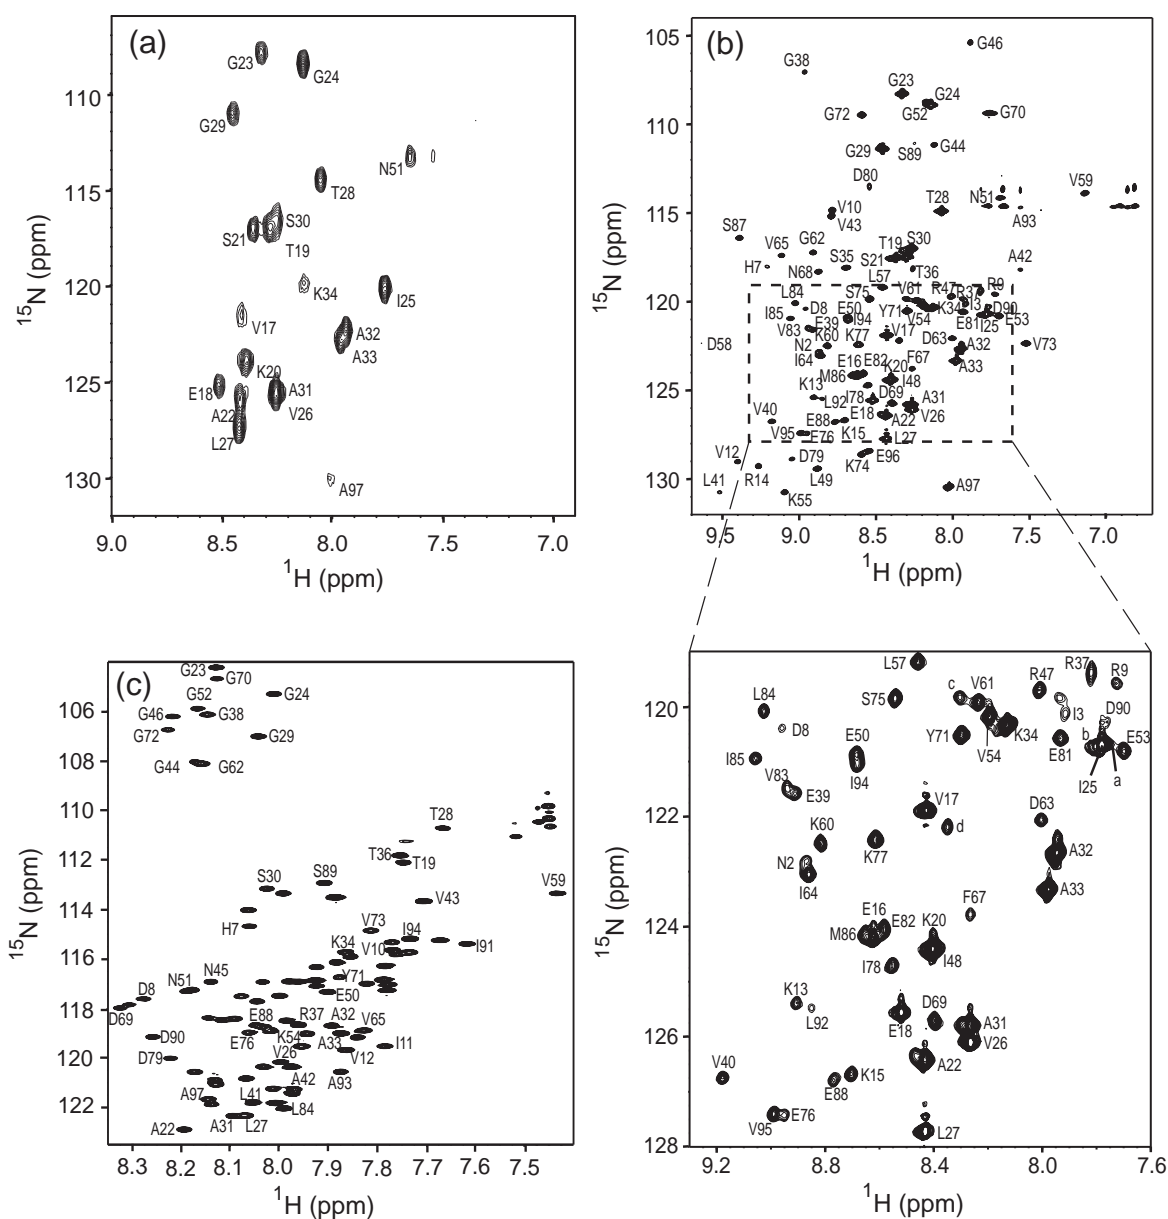 (a)
G23
G24
G29
N51
T28
S30
S21
T19
K34
I25
V17
A32
A33
K20
E18
A31
A22
V26
L27
A97
110
115
120
125
130
15N (ppm)
9.0 8.5 8.0 7.5 7.0
1H (ppm)
(b)
G46
G38
G23
G24
G72
G52
G70
G29
S89
G44
D80
V59
V10
T28
N51
V43
A93
S87
G62
T19
S30
V65
S35
S21
A42
H7
N68
T36
L57
R9
L84
S75
V61
R47
R37
I3
D8
E50
K34
D90
I85
E39
I94
Y71
V54
E81
I25
E53
V83
K60
K77
V17
D63
A32
V73
D58
N2
I64
E16
E82
F67
K20
A33
M86
I48
K13
I78
D69
A31
L92
V40
E88
E18
A22
V26
V95
E76
K15
L27
V12
D79
K74
E96
L41
R14
L49
K55
A97
105
110
115
120
125
130
15N (ppm)
9.5 9.0 8.5 8.0 7.5 7.0
1H (ppm)
(c)
G23
G70
G52
G24
G46
G38
G72
G29
G44
G62
T28
T36
T19
S30
S89
V59
V43
H7
V73
I94
K34
I91
V10
N45
Y71
N51
D8
E50
D69
E88
R37
A32
V65
D90
E76
K54
A33
V12
I11
D79
V26
A42
A93
A97
L41
L84
A22
A31
L27
106
108
110
112
114
116
118
120
122
15N (ppm)
8.3 8.2 8.1 8.0 7.9 7.8 7.7 7.6 7.5
1H (ppm)
L57
R37
R9
c
V61
R47
L84
S75
I3
D90
D8
E50
Y71
K34
b
E53
V54
E81
I85
I94
I25
a
V83
E39
V17
D63
K60
d
K77
A32
N2
I64
A33
F67
E16
E82
K20
M86
I78
I48
K13
D69
L92
E18
A31
V26
A22
V40
K15
E88
V95
E76
L27
120
122
124
126
128
15N (ppm)
9.2 8.8 8.4 8.0 7.6
1H (ppm)